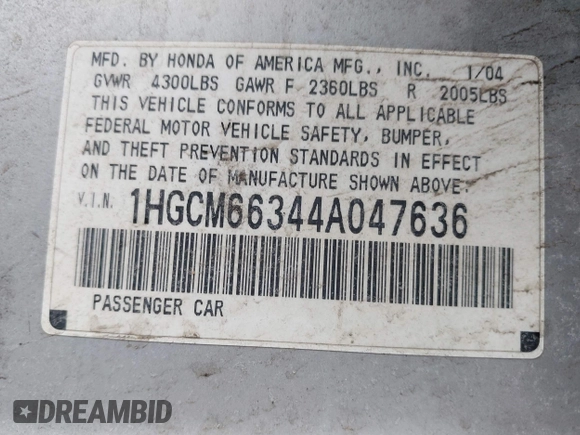 MFD. BY HONDA OF AMERICA MFG., INC. 1/04
GVWR 4300LBS GAWR F 2360LBS R 2005LBS
THIS VEHICLE CONFORMS TO ALL APPLICABLE
FEDERAL MOTOR VEHICLE SAFETY, BUMPER,
AND THEFT PREVENTION STANDARDS IN EFFECT
ON THE DATE OF MANUFACTURE SHOWN ABOVE.
V.I.N. 1HGCM66344A047636
PASSENGER CAR
DREAMBID